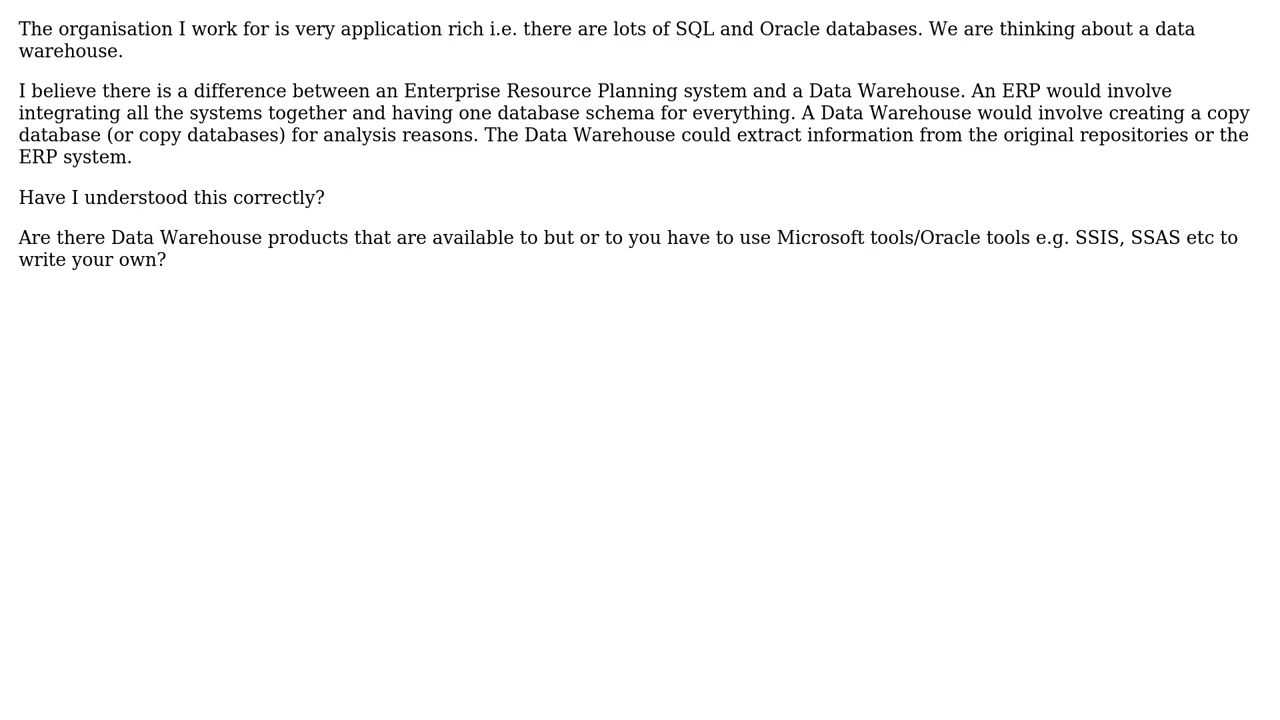 The organisation I work for is very application rich i.e. there are lots of SQL and Oracle databases. We are thinking about a data
warehouse.
I believe there is a difference between an Enterprise Resource Planning system and a Data Warehouse. An ERP would involve
integrating all the systems together and having one database schema for everything. A Data Warehouse would involve creating a copy
database (or copy databases) for analysis reasons. The Data Warehouse could extract information from the original repositories or the
ERP system.
Have I understood this correctly?
Are there Data Warehouse products that are available to but or to you have to use Microsoft tools/Oracle tools e.g. SSIS, SSAS etc to
write your own?